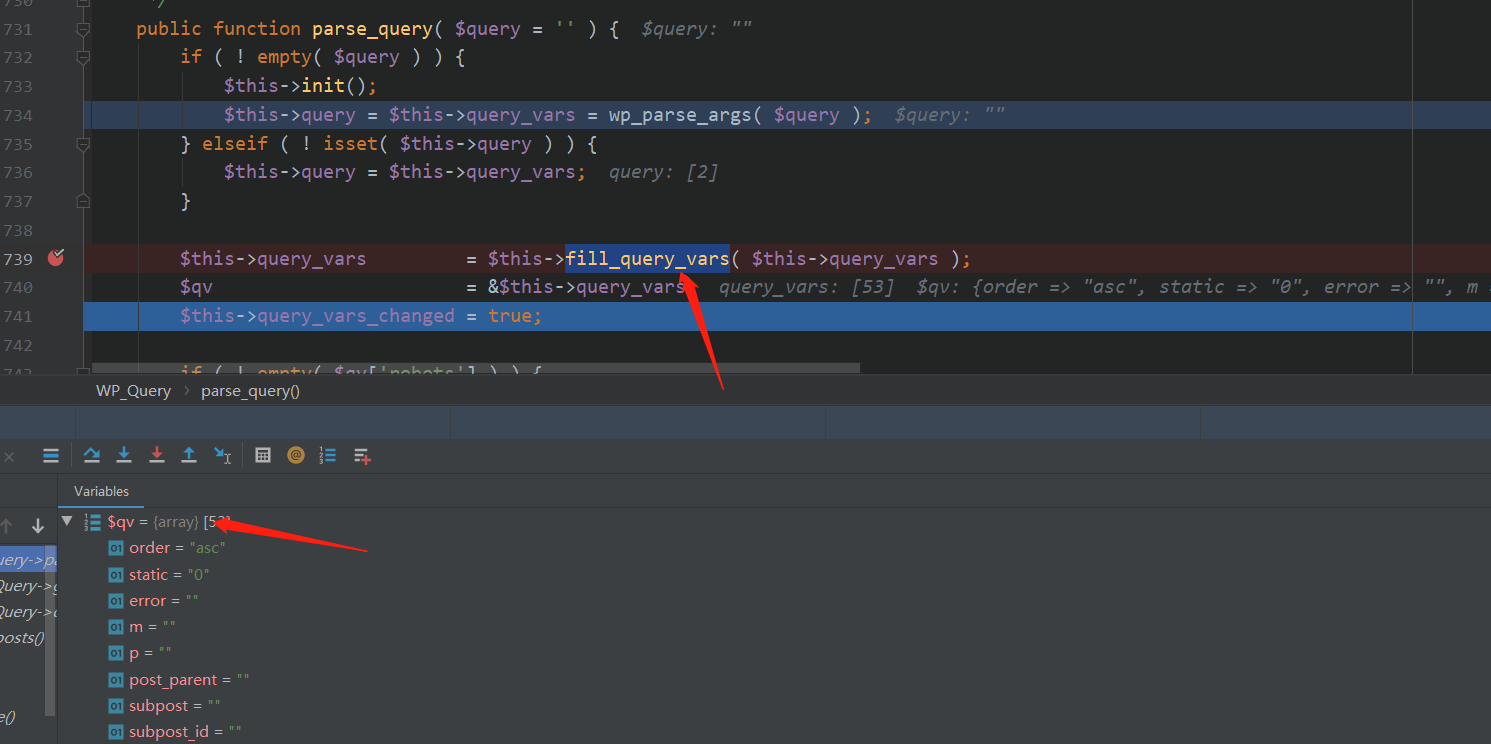 730 */
731 public function parse_query( $query = '' ) { $query: ""
732 if ( ! empty( $query ) ) {
733 $this->init();
734 $this->query = $this->query_vars = wp_parse_args( $query ); $query: ""
735 } elseif ( ! isset( $this->query ) ) {
736 $this->query = $this->query_vars; query: [2]
737 }
738
739 $this->query_vars = $this->fill_query_vars( $this->query_vars );
740 $qv = &$this->query_vars query_vars: [53] $qv: {order => "asc", static => "0", error => "", m
741 $this->query_vars_changed = true;
742
743 if ( ! empty( $qv['robots'] ) ) {
WP_Query > parse_query()
Variables
$qv = {array} [53]
order = "asc"
static = "0"
uery->pa
error = ""
Query->g
m = ""
Query->c
p = ""
posts()
post_parent = ""
subpost = ""
e()
subpost_id = ""